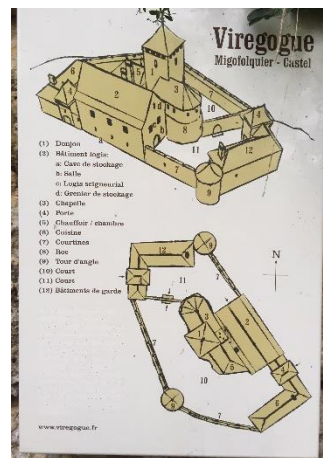 Viregogue
Migofolquier - Castel
(1) Donjon
(2) Bâtiment logis:
a: Cave de stockage
b: Salle
c: Logis seigneurial
d: Grenier de stockage
(3) Chapelle
(4) Porte
(5) Chauffoir / chambre
(6) Cuisine
(7) Courtines
(8) Roc
(9) Tour d'angle
(10) Court
(11) Court
(12) Bâtiments de garde
N
www.viregogue.fr